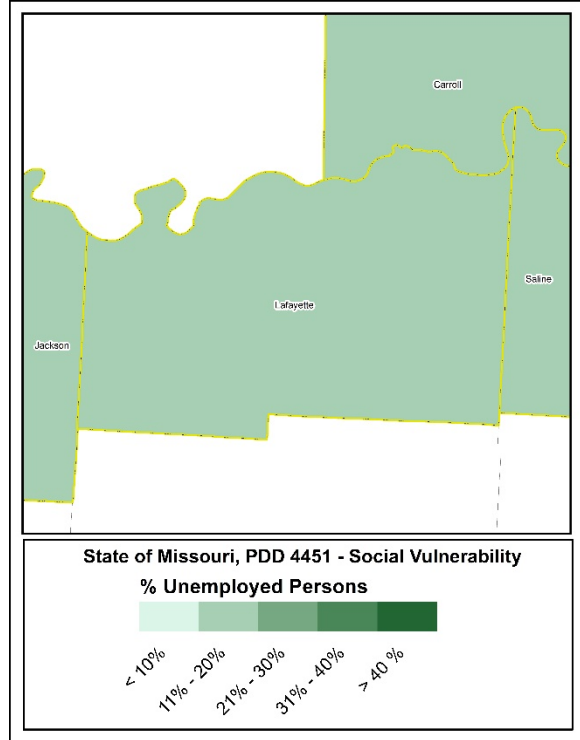 Carroll
Saline
Lafayette
Jackson
State of Missouri, PDD 4451 - Social Vulnerability
% Unemployed Persons
< 10%
11% - 20%
21% - 30%
31% - 40%
> 40 %